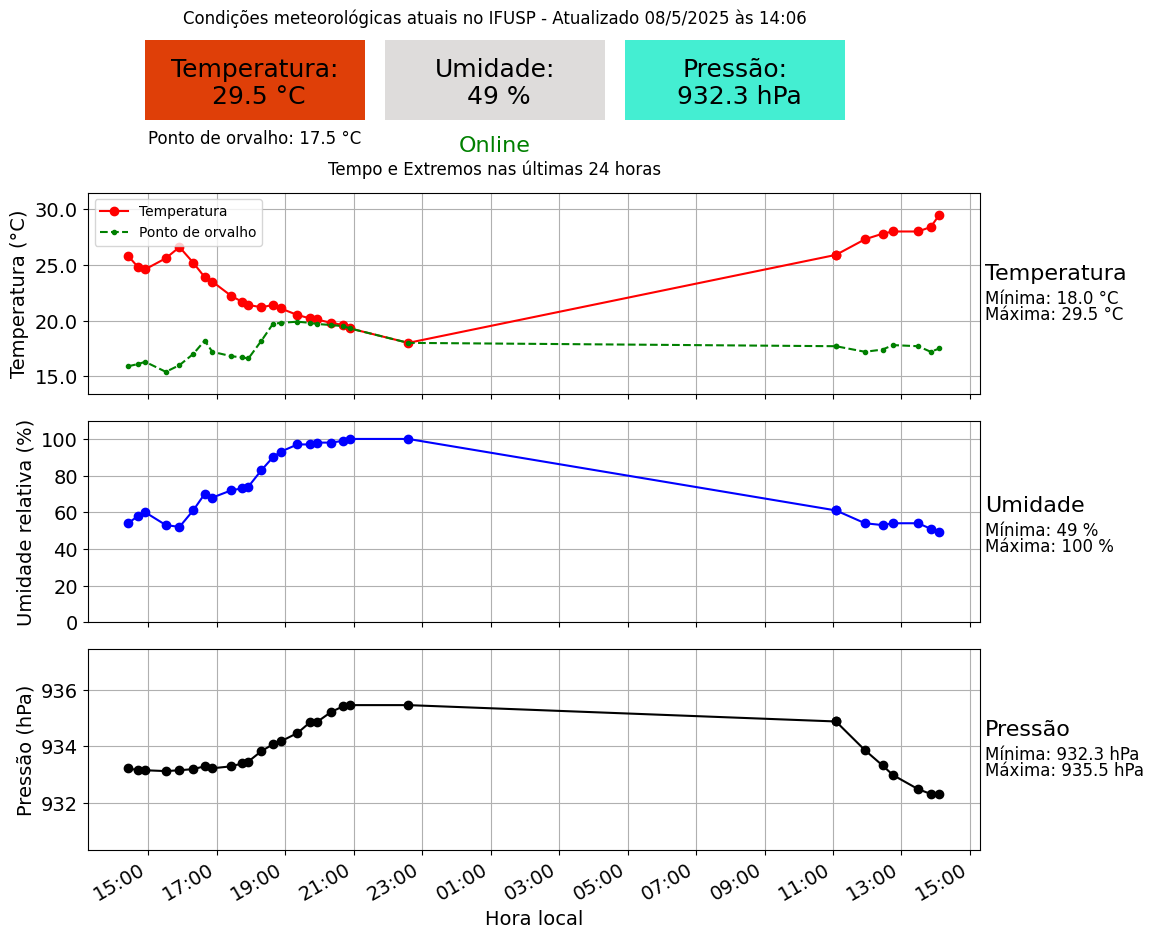 Condições meteorológicas atuais no IFUSP - Atualizado 08/5/2025 às 14:06
Temperatura:
29.5 °C
Umidade:
49 %
Pressão:
932.3 hPa
Ponto de orvalho: 17.5 °C
Online
Tempo e Extremos nas últimas 24 horas
Temperatura (°C)
30.0
25.0
20.0
15.0
Temperatura
Ponto de orvalho
Temperatura
Mínima: 18.0 °C
Máxima: 29.5 °C
Umidade relativa (%)
100
80
60
40
20
0
Umidade
Mínima: 49 %
Máxima: 100 %
Pressão (hPa)
936
934
932
Pressão
Mínima: 932.3 hPa
Máxima: 935.5 hPa
15:00
17:00
19:00
21:00
23:00
01:00
03:00
05:00
07:00
09:00
11:00
13:00
15:00
Hora local